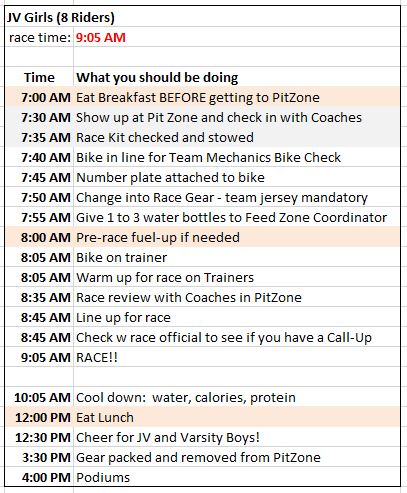 JV Girls (8 Riders)
race time: 9:05 AM
Time What you should be doing
7:00 AM Eat Breakfast BEFORE getting to PitZone
7:30 AM Show up at Pit Zone and check in with Coaches
7:35 AM Race Kit checked and stowed
7:40 AM Bike in line for Team Mechanics Bike Check
7:45 AM Number plate attached to bike
7:50 AM Change into Race Gear - team jersey mandatory
7:55 AM Give 1 to 3 water bottles to Feed Zone Coordinator
8:00 AM Pre-race fuel-up if needed
8:05 AM Bike on trainer
8:05 AM Warm up for race on Trainers
8:35 AM Race review with Coaches in PitZone
8:45 AM Line up for race
8:45 AM Check w race official to see if you have a Call-Up
9:05 AM RACE!!
10:05 AM Cool down:  water, calories, protein
12:00 PM Eat Lunch
12:30 PM Cheer for JV and Varsity Boys!
3:30 PM Gear packed and removed from PitZone
4:00 PM Podiums